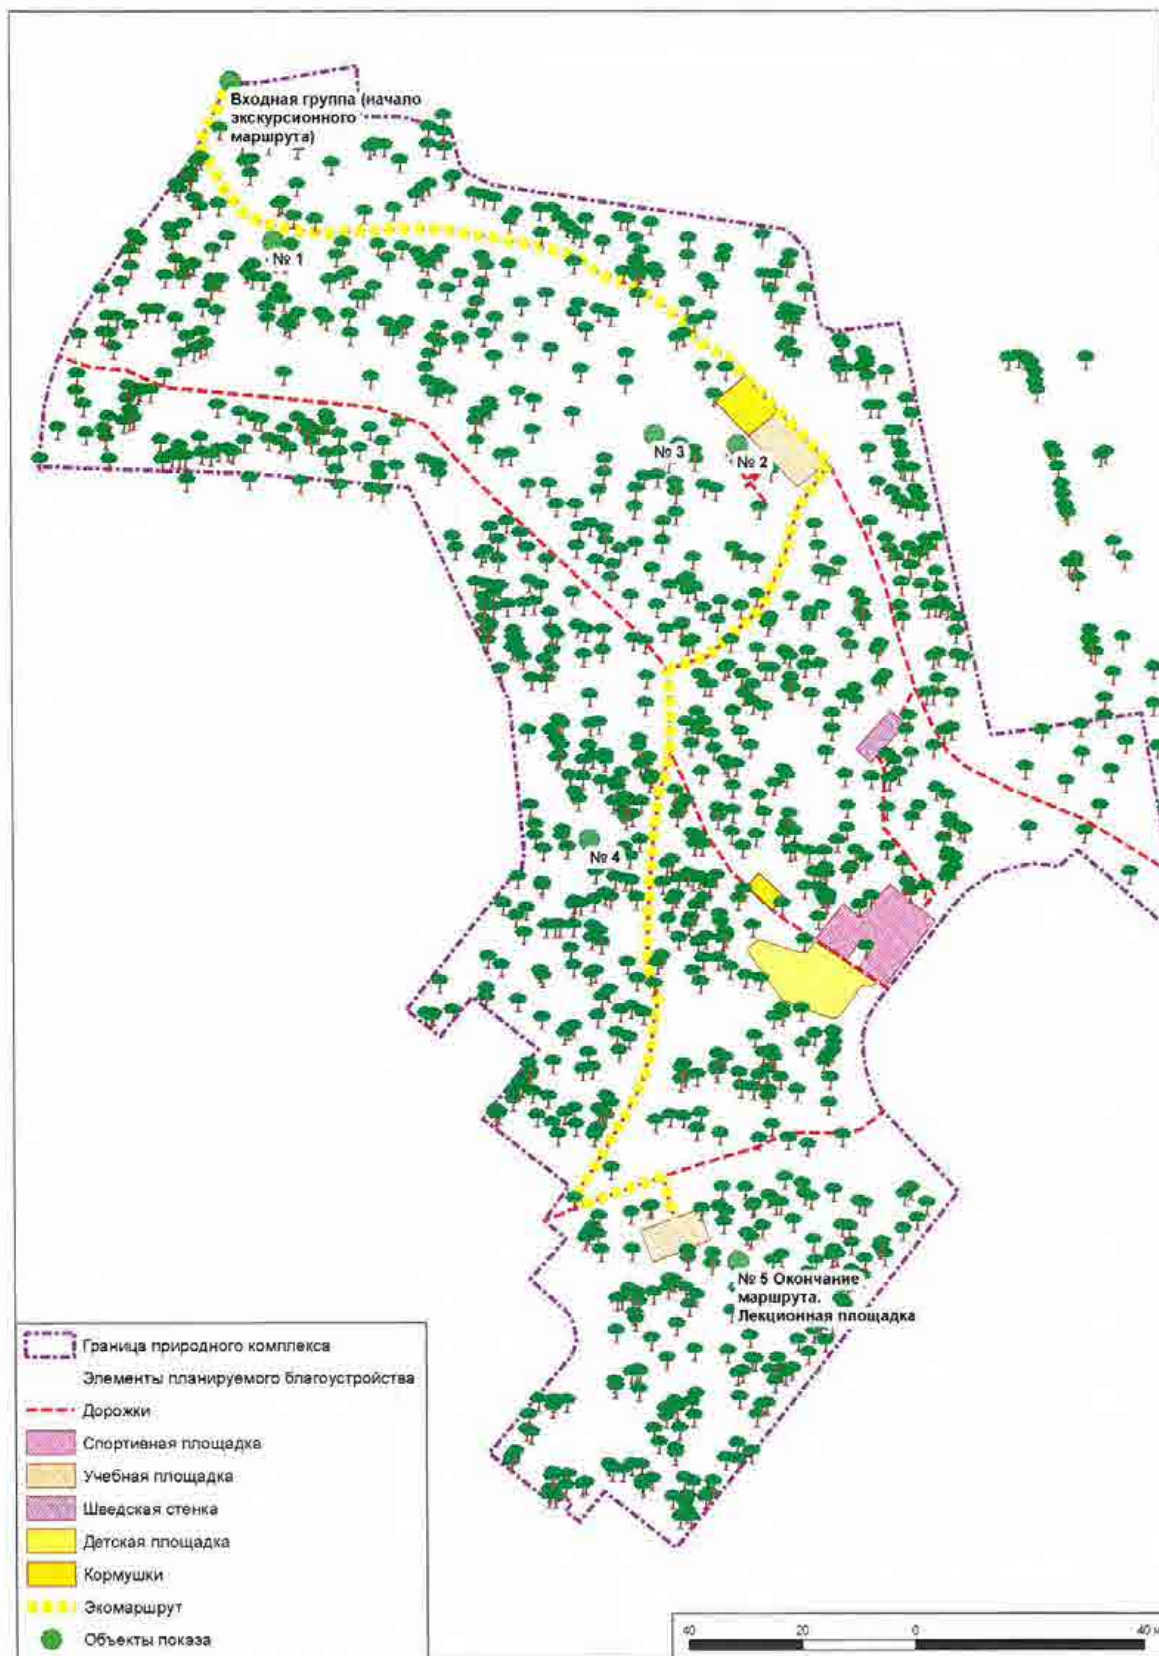 Входная группа (начало
экскурсионного
маршрута)
№ 1
№ 3
№ 2
№ 4
№ 5 Окончание
маршрута.
Лекционная площадка
Граница природного комплекса
Элементы планируемого благоустройства
Дорожки
Спортивная площадка
Учебная площадка
Шведская стенка
Детская площадка
Кормушки
Экомаршрут
Объекты показа
40 20 0 40 м